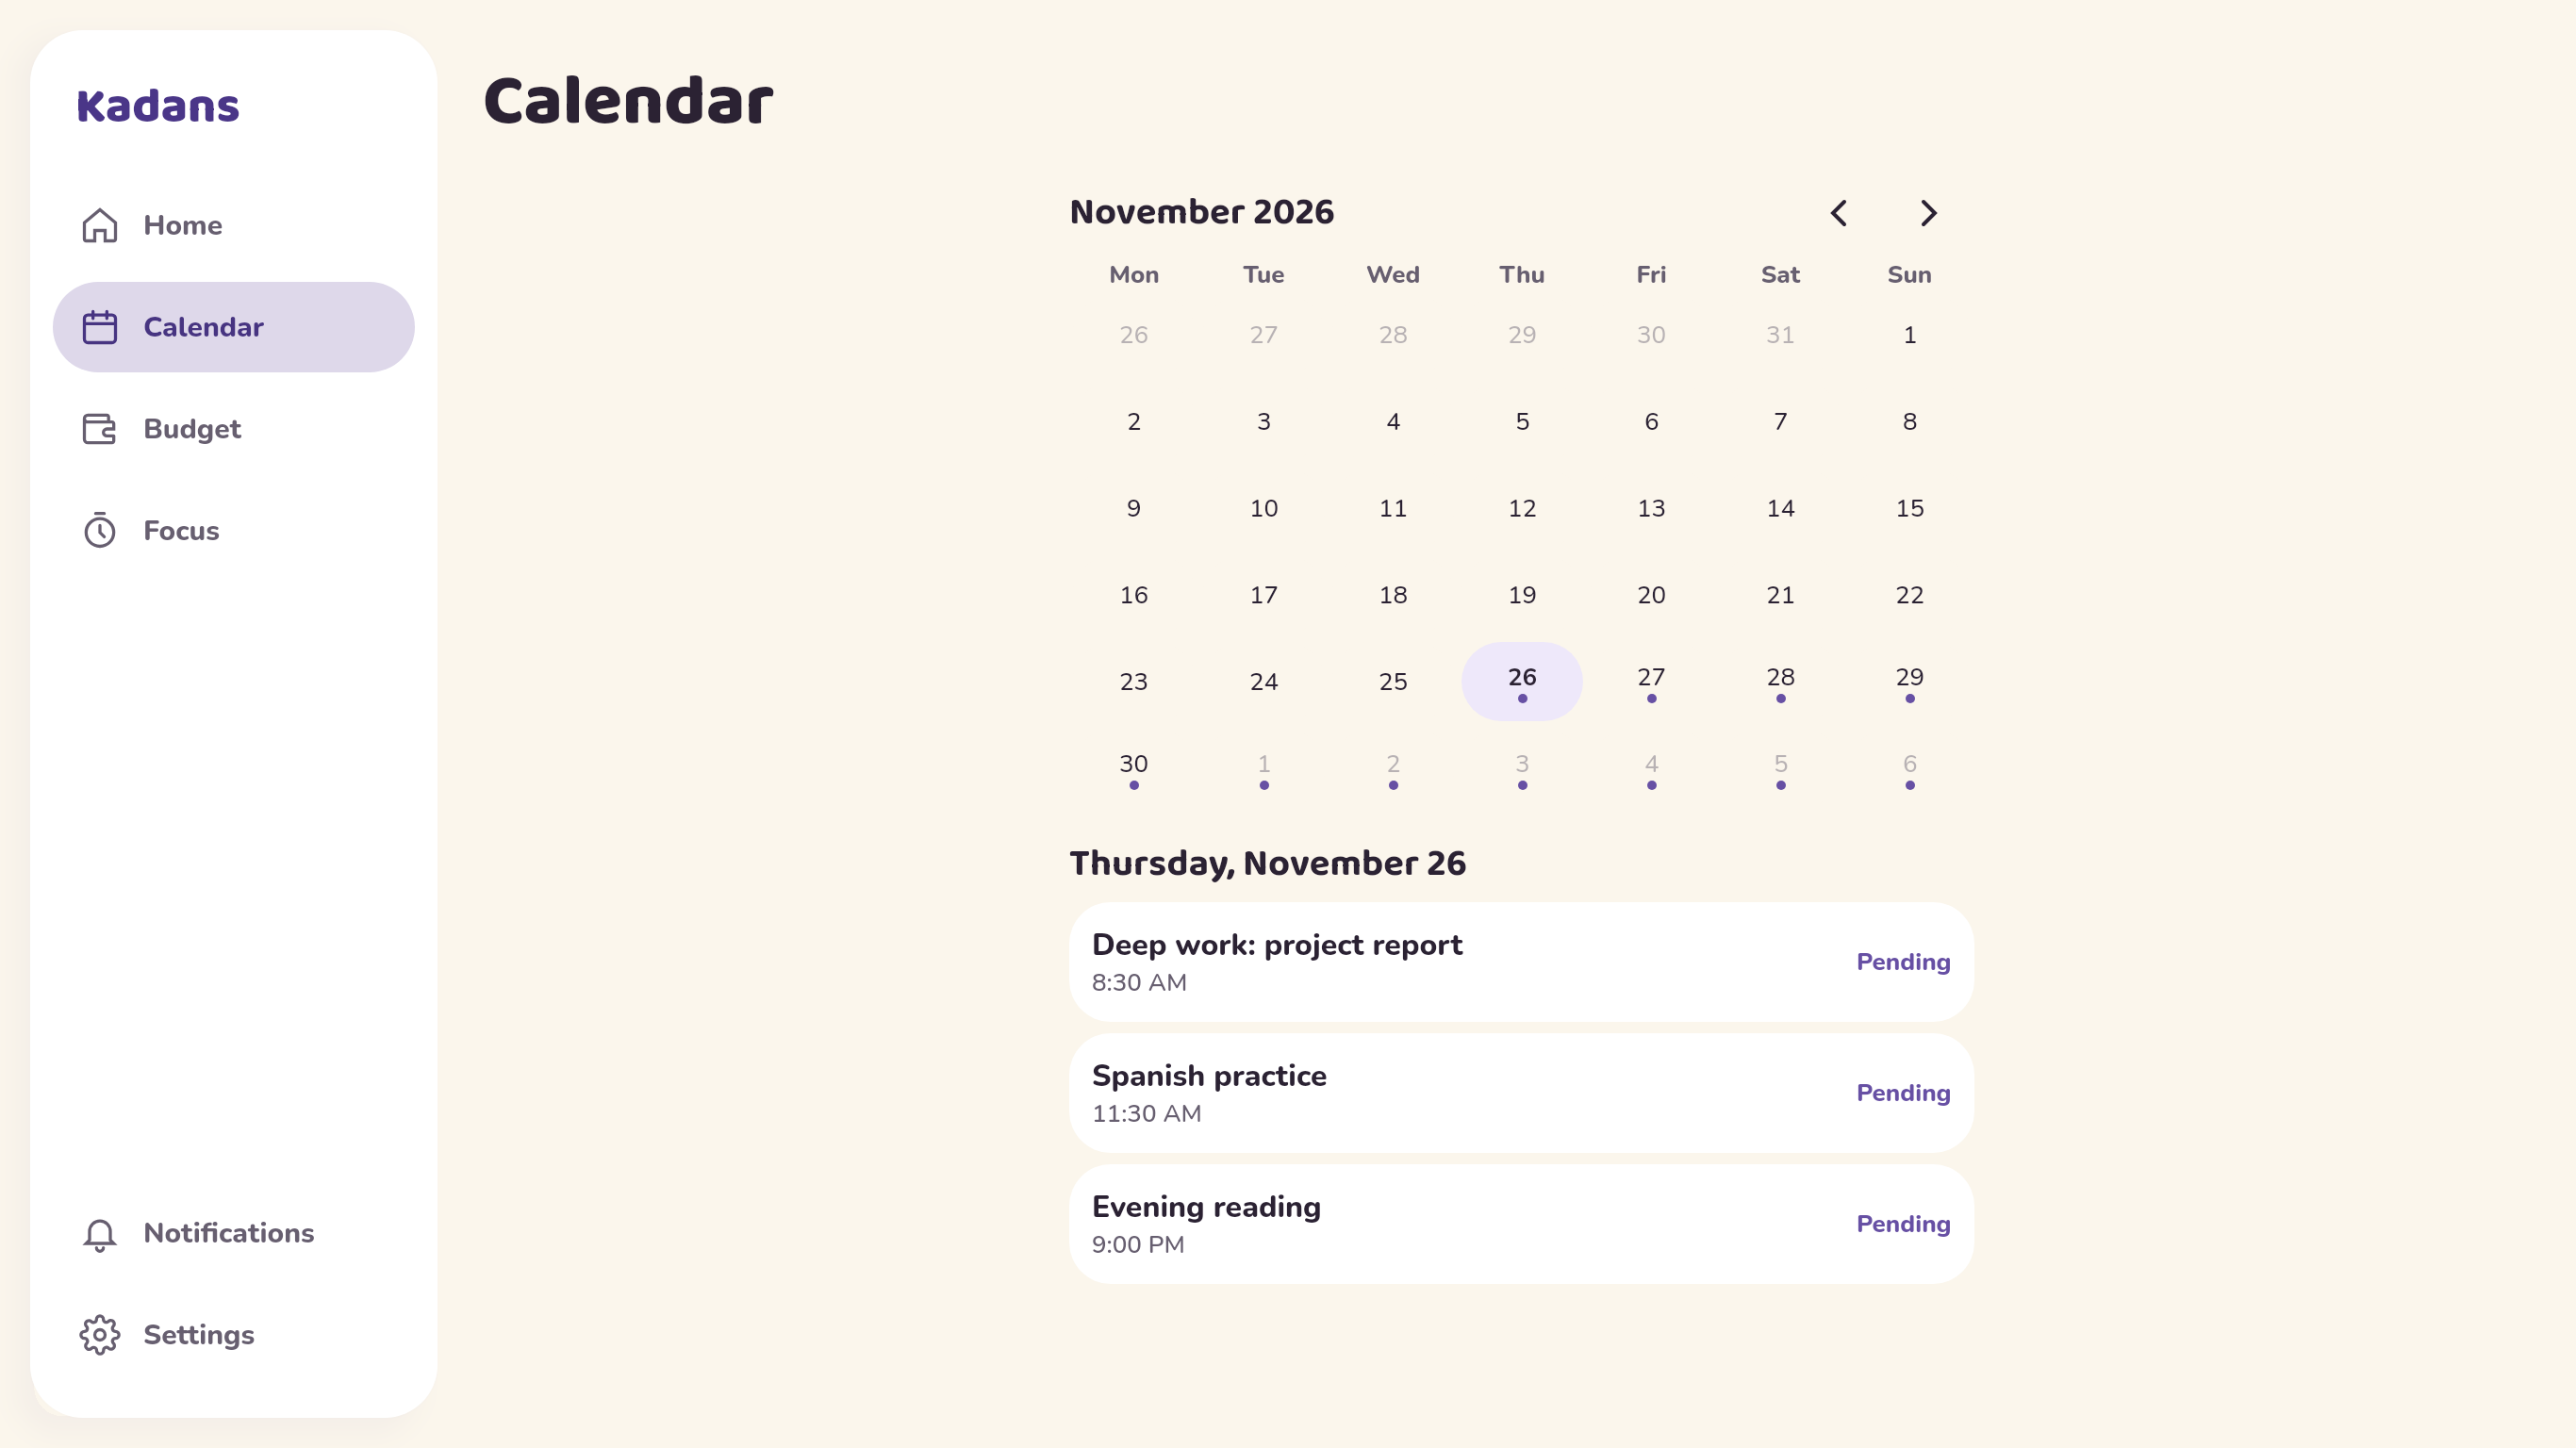 Kadans
Home
Calendar
Budget
Focus
Notifications
Settings
Calendar
November 2026
Mon Tue Wed Thu Fri Sat Sun
26 27 28 29 30 31 1
2 3 4 5 6 7 8
9 10 11 12 13 14 15
16 17 18 19 20 21 22
23 24 25 26 27 28 29
30 1 2 3 4 5 6
Thursday, November 26
Deep work: project report
8:30 AM
Pending
Spanish practice
11:30 AM
Pending
Evening reading
9:00 PM
Pending